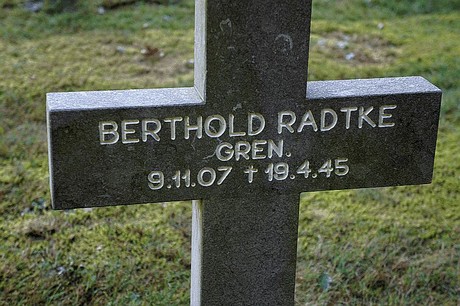 BERTHOLD RADTKE
GREN.
9.11.07 † 19.4.45